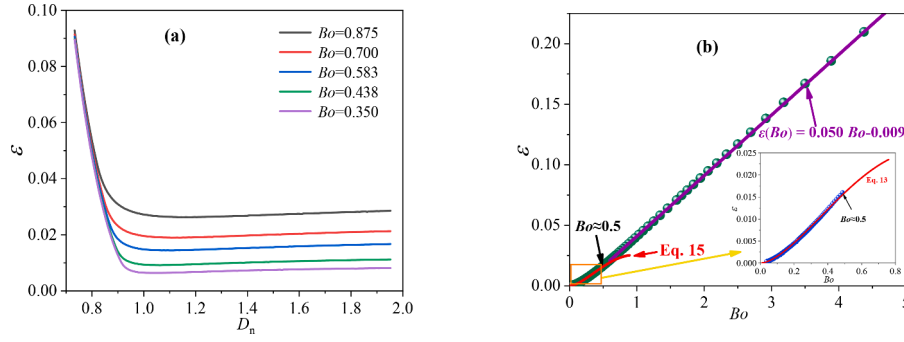 (a)
Bo=0.875
Bo=0.700
Bo=0.583
Bo=0.438
Bo=0.350
0.10
0.08
0.06
0.04
0.02
0.00
ε
0.8 1.0 1.2 1.4 1.6 1.8 2.0
Dn
(b)
0.20
0.15
0.10
0.05
0.00
ε
ε(Bo) = 0.050 Bo-0.009
Bo≈0.5
Eq. 15
0 1 2 3 4 5
Bo
0.025
0.020
0.015
0.010
0.005
0.000
ε
Eq. 13
Bo≈0.5
0.0 0.2 0.4 0.6 0.8
Bo